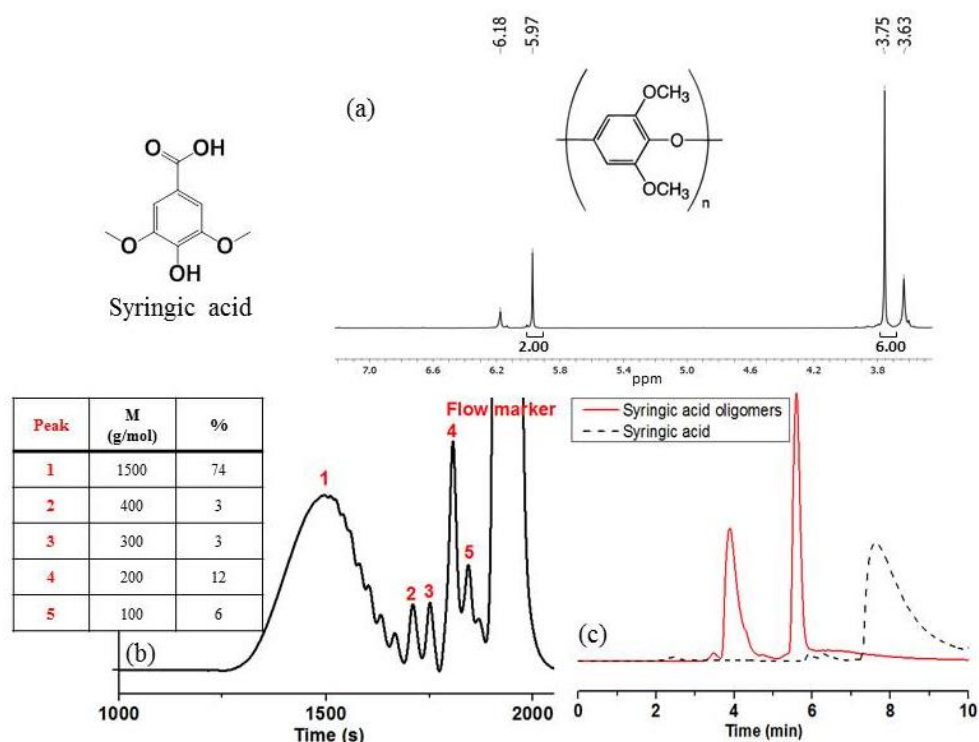 -6.18
-5.97
-3.75
-3.63
(a)
OCH3
O
OCH3
n
O
OH
O
O
OH
Syringic acid
2.00
6.00
7.0
6.6
6.2
5.8
5.4
5.0
4.6
4.2
3.8
ppm
Peak M (g/mol) %
1 1500 74
2 400 3
3 300 3
4 200 12
5 100 6
Flow marker
1
2
3
4
5
(b)
1000 1500 2000
Time (s)
Syringic acid oligomers
Syringic acid
(c)
0 2 4 6 8 10
Time (min)